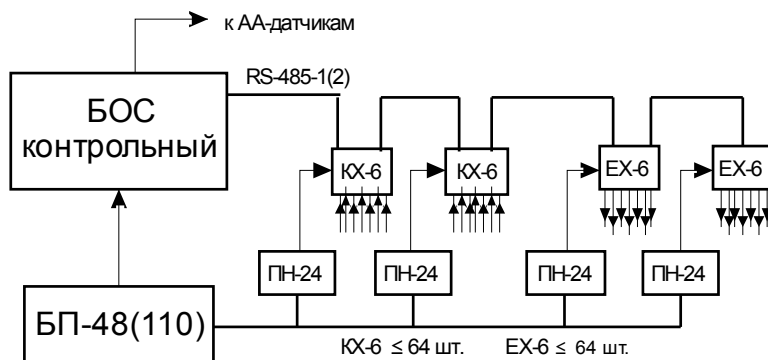 к АА-датчикам
RS-485-1(2)
БОС
контрольный
КХ-6
КХ-6
ЕХ-6
ЕХ-6
ПН-24
ПН-24
ПН-24
ПН-24
БП-48(110)
КХ-6 ≤ 64 шт.
ЕХ-6 ≤ 64 шт.